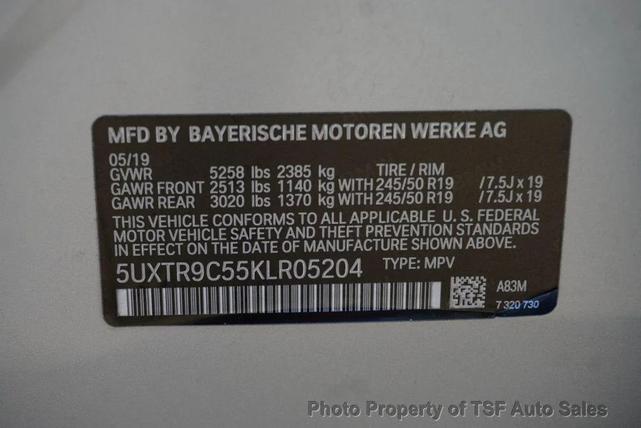 MFD BY BAYERISCHE MOTOREN WERKE AG
05/19
GVWR 5258 lbs 2385 kg TIRE / RIM
GAWR FRONT 2513 lbs 1140 kg WITH 245/50 R19 /7.5J x 19
GAWR REAR 3020 lbs 1370 kg WITH 245/50 R19 /7.5J x 19
THIS VEHICLE CONFORMS TO ALL APPLICABLE U. S. FEDERAL
MOTOR VEHICLE SAFETY AND THEFT PREVENTION STANDARDS
IN EFFECT ON THE DATE OF MANUFACTURE SHOWN ABOVE.
5UXTR9C55KLR05204 TYPE: MPV
A83M
7 320 730
Photo Property of TSF Auto Sales